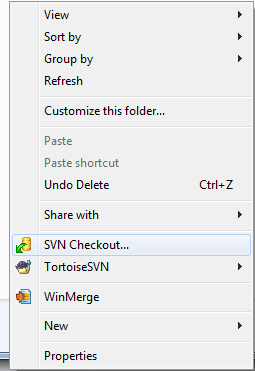 View
Sort by
Group by
Refresh
Customize this folder...
Paste
Paste shortcut
Undo Delete Ctrl+Z
Share with
SVN Checkout...
TortoiseSVN
WinMerge
New
Properties